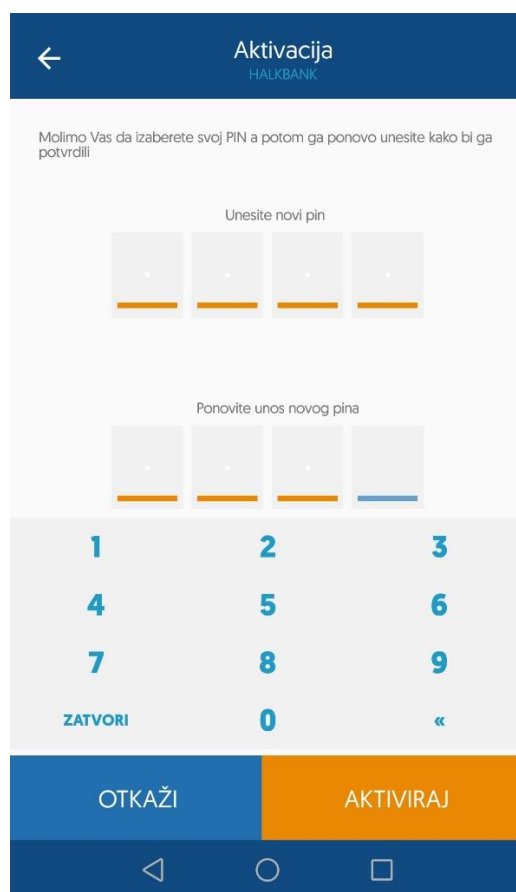 Aktivacija
HALKBANK
Molimo Vas da izaberete svoj PIN a potom ga ponovo unesite kako bi ga
potvrdili
Unesite novi pin
Ponovite unos novog pina
1 2 3
4 5 6
7 8 9
ZATVORI 0 «
OTKAŽI AKTIVIRAJ